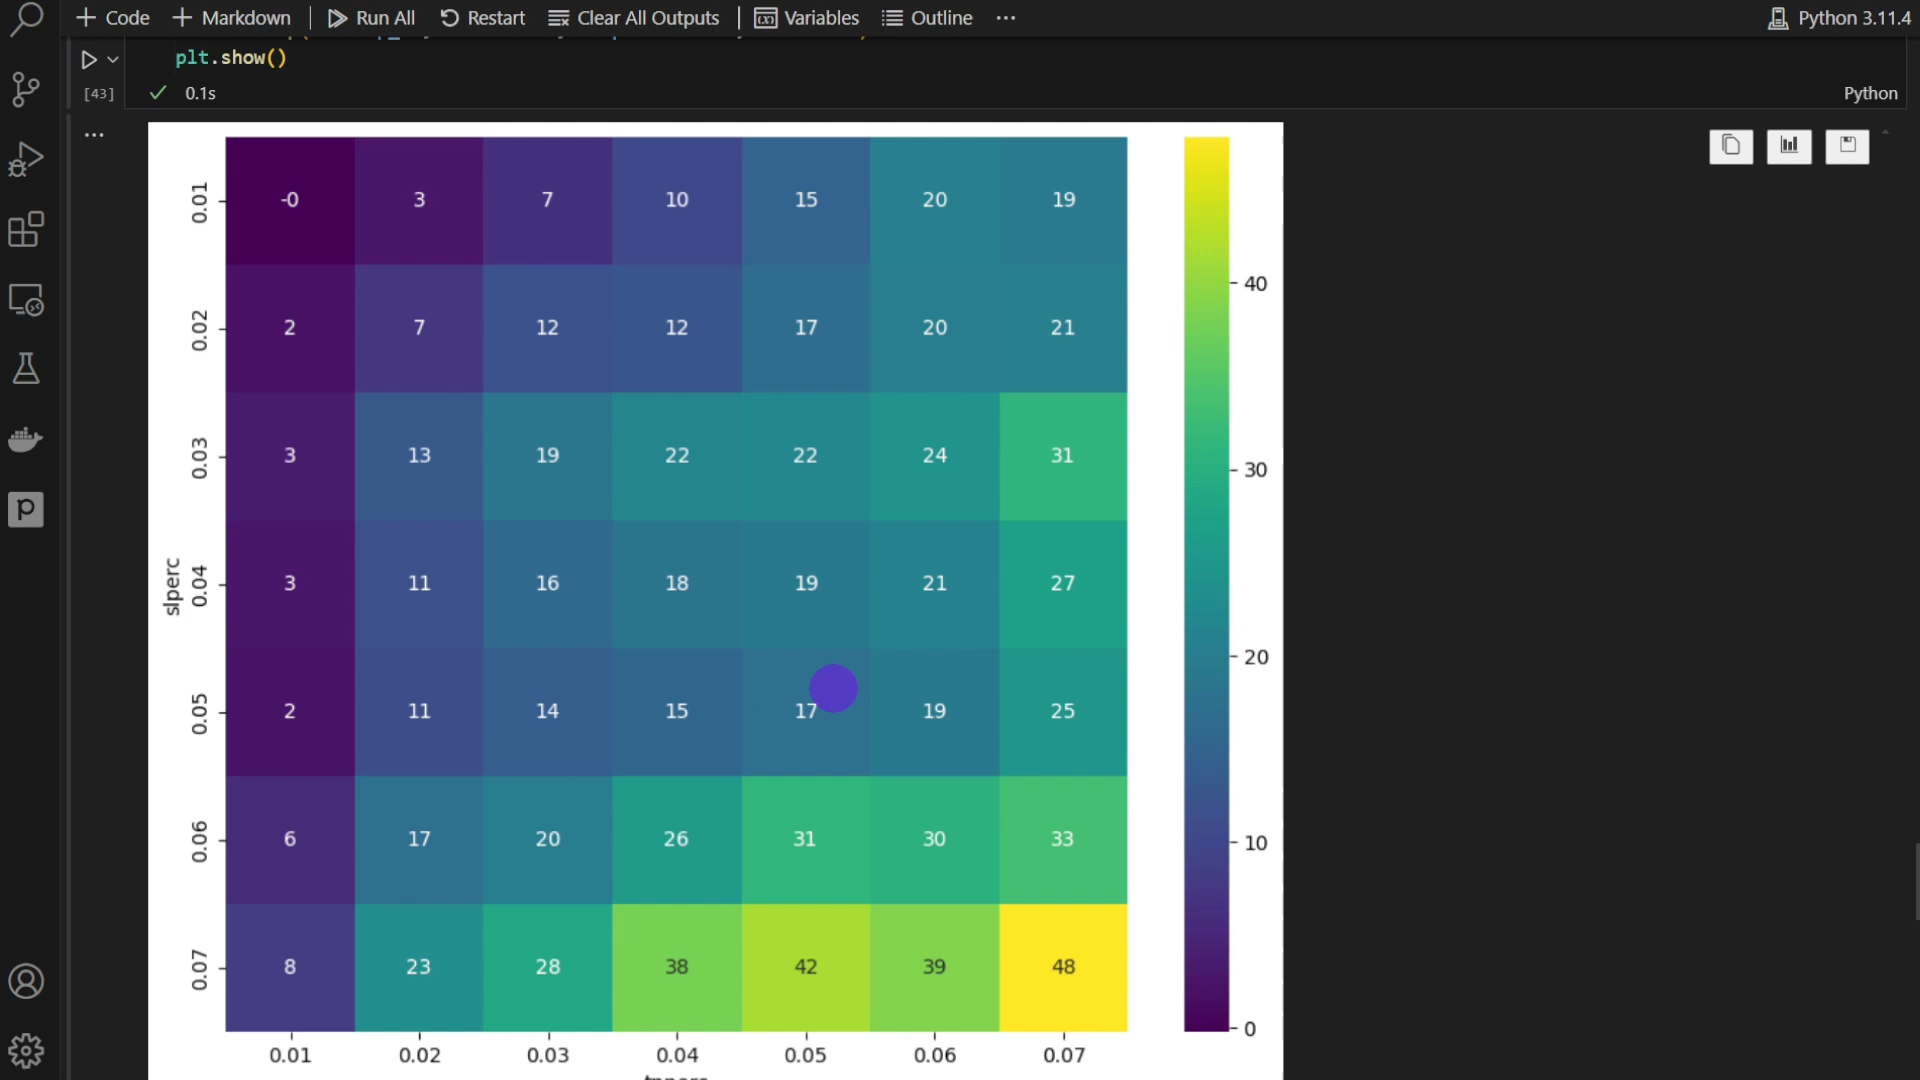 Code Markdown Run All Restart Clear All Outputs Variables Outline ... Python 3.11.4
plt.show()
[43] 0.1s Python
...
0.01 -0 3 7 10 15 20 19
0.02 2 7 12 12 17 20 21
0.03 3 13 19 22 22 24 31
slperc
0.04 3 11 16 18 19 21 27
0.05 2 11 14 15 17 19 25
0.06 6 17 20 26 31 30 33
0.07 8 23 28 38 42 39 48
0.01 0.02 0.03 0.04 0.05 0.06 0.07
40
30
20
10
0